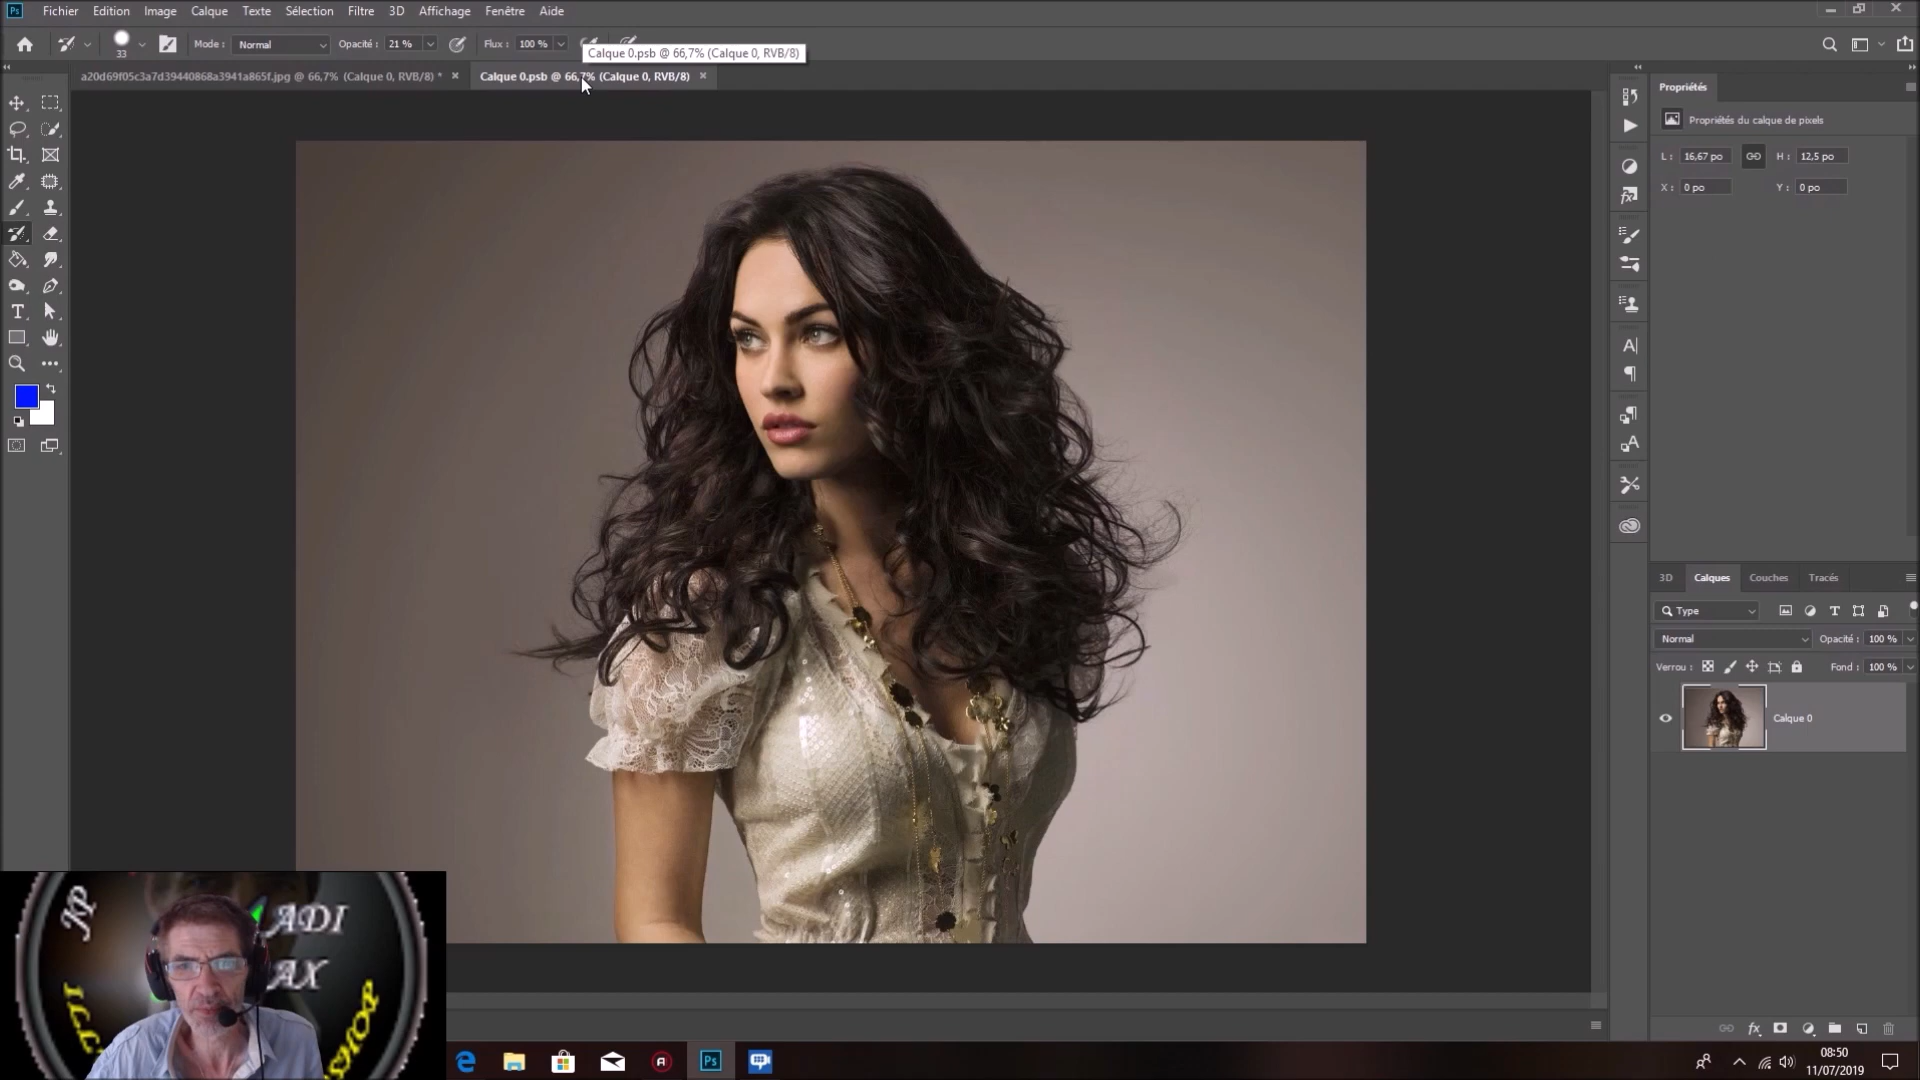 Fichier Edition Image Calque Texte Sélection Filtre 3D Affichage Fenêtre Aide
33 Mode : Normal Opacité : 21 % Flux : 100 %
Calque 0.psb @ 66,7% (Calque 0, RVB/8)
a20d69f05c3a7d39440868a3941a865f.jpg @ 66,7% (Calque 0, RVB/8) *
Calque 0.psb @ 66,7% (Calque 0, RVB/8)
Propriétés
Propriétés du calque de pixels
L : 16,67 po H : 12,5 po
X : 0 po Y : 0 po
3D Calques Couches Tracés
Type
Normal Opacité : 100 %
Verrou : Fond : 100 %
Calque 0
ADI
AX
08:50
11/07/2019